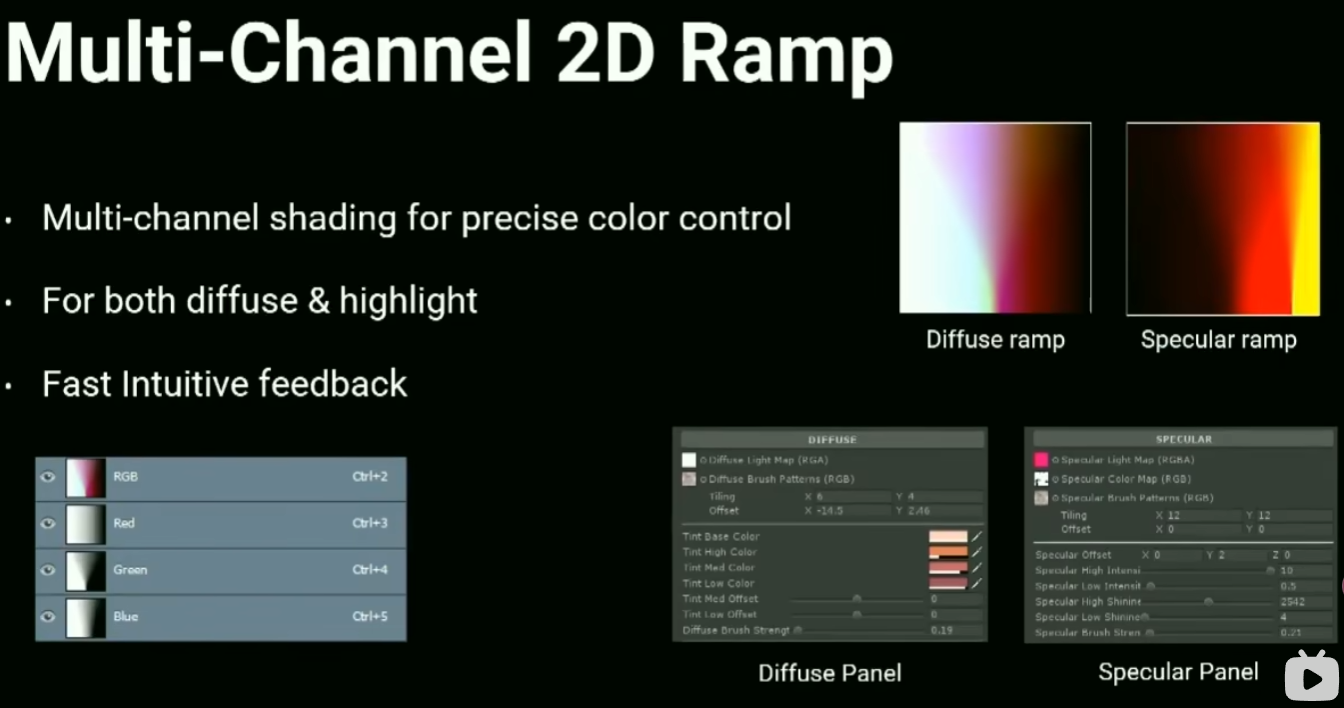 Multi-Channel 2D Ramp
· Multi-channel shading for precise color control
· For both diffuse & highlight
· Fast Intuitive feedback
Diffuse ramp
Specular ramp
RGB Ctrl+2
Red Ctrl+3
Green Ctrl+4
Blue Ctrl+5
DIFFUSE
Diffuse Light Map (RGA)
Diffuse Brush Patterns (RGB)
Tiling X 6 Y 4
Offset X -14.5 Y 2.46
Tint Base Color
Tint High Color
Tint Med Color
Tint Low Color
Tint Med Offset 0
Tint Low Offset 0
Diffuse Brush Strengt 0.19
Diffuse Panel
SPECULAR
Specular Light Map (RGBA)
Specular Color Map (RGB)
Specular Brush Patterns (RGB)
Tiling X 12 Y 12
Offset X 0 Y 0
Specular Offset X 0 Y 2 Z 0
Specular High Intensi 10
Specular Low Intensit 0.5
Specular High Shinine 2542
Specular Low Shinine 4
Specular Brush Stren 0.21
Specular Panel